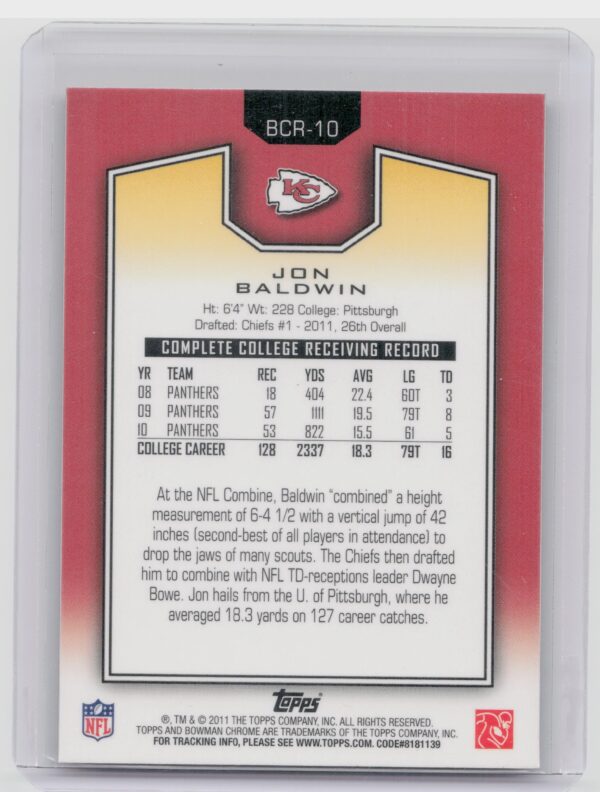 BCR-10
KC
JON
BALDWIN
Ht: 6'4" Wt: 228 College: Pittsburgh
Drafted: Chiefs #1 - 2011, 26th Overall
COMPLETE COLLEGE RECEIVING RECORD
YR TEAM REC YDS AVG LG TD
08 PANTHERS 18 404 22.4 60T 3
09 PANTHERS 57 1111 19.5 79T 8
10 PANTHERS 53 822 15.5 61 5
COLLEGE CAREER 128 2337 18.3 79T 16
At the NFL Combine, Baldwin "combined" a height
measurement of 6-4 1/2 with a vertical jump of 42
inches (second-best of all players in attendance) to
drop the jaws of many scouts. The Chiefs then drafted
him to combine with NFL TD-receptions leader Dwayne
Bowe. Jon hails from the U. of Pittsburgh, where he
averaged 18.3 yards on 127 career catches.
Topps
NFL
®, TM & © 2011 THE TOPPS COMPANY, INC. ALL RIGHTS RESERVED.
TOPPS AND BOWMAN CHROME ARE TRADEMARKS OF THE TOPPS COMPANY, INC.
FOR TRACKING INFO, PLEASE SEE WWW.TOPPS.COM. CODE#8181139